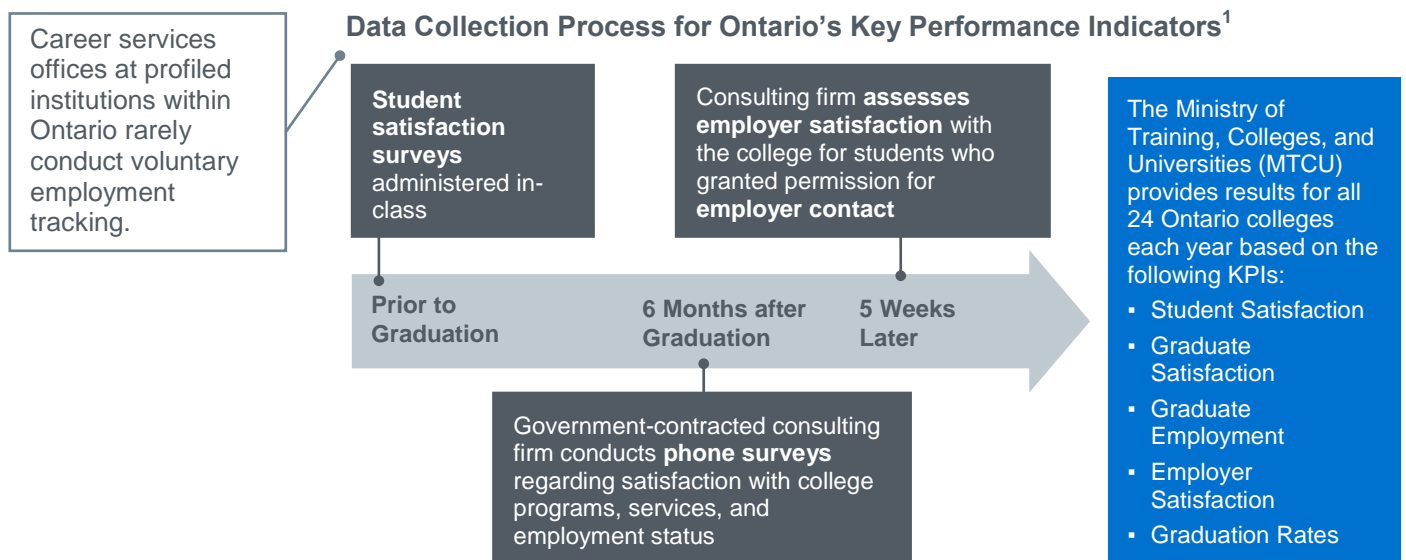 Data Collection Process for Ontario's Key Performance Indicators1
Career services
offices at profiled
institutions within
Ontario rarely
conduct voluntary
employment
tracking.
Student
satisfaction
surveys
administered in-
class
Consulting firm assesses
employer satisfaction with
the college for students who
granted permission for
employer contact
Prior to
Graduation
6 Months after
Graduation
5 Weeks
Later
Government-contracted consulting
firm conducts phone surveys
regarding satisfaction with college
programs, services, and
employment status
The Ministry of
Training, Colleges, and
Universities (MTCU)
provides results for all
24 Ontario colleges
each year based on the
following KPIs:
▪ Student Satisfaction
▪ Graduate
Satisfaction
▪ Graduate
Employment
▪ Employer
Satisfaction
▪ Graduation Rates